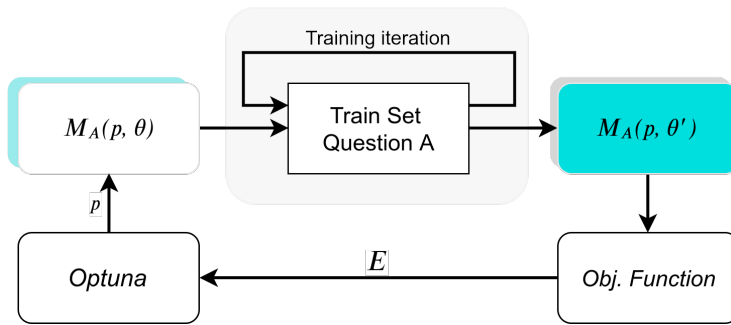 Training iteration
M_A(p, θ)
Train Set
Question A
M_A(p, θ′)
p
Optuna
E
Obj. Function